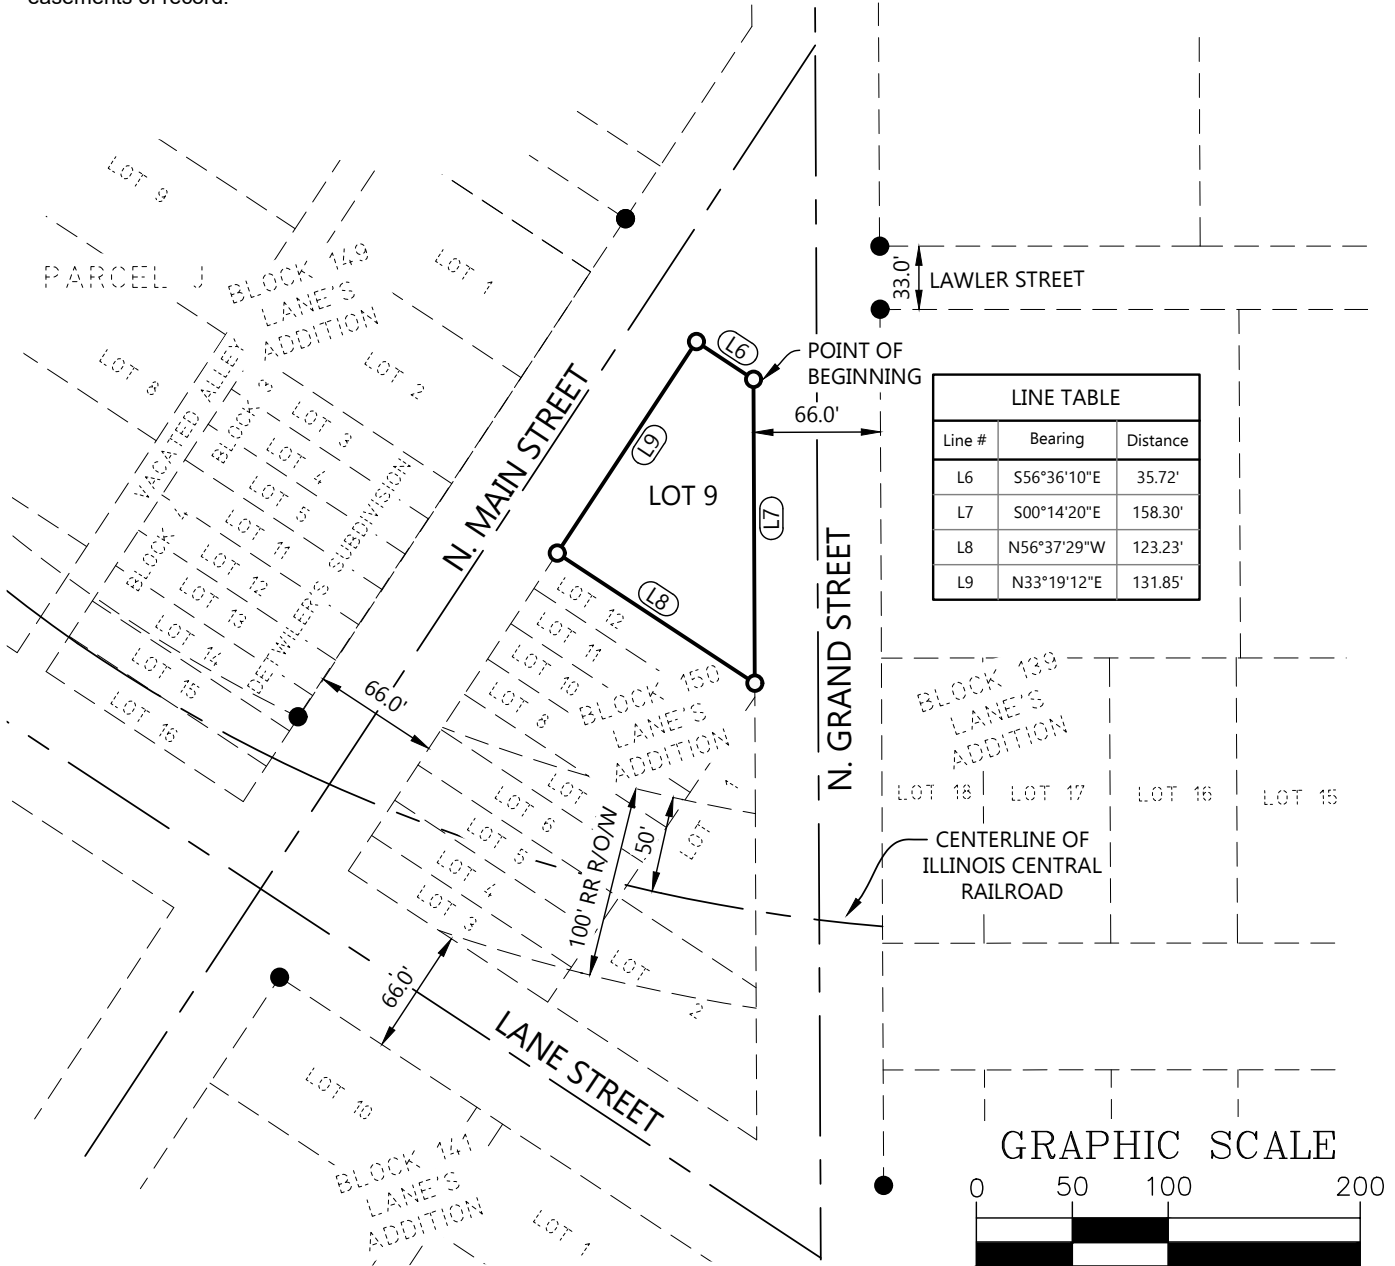 easements of record.
LOT 9
PARCEL J
BLOCK 149
LANE'S
ADDITION
LOT 1
LOT 2
VACATED ALLEY
BLOCK 3
LOT 3
LOT 4
LOT 5
LOT 11
LOT 12
LOT 13
LOT 14
LOT 15
LOT 16
BLOCK 4
DETWILER'S SUBDIVISION
N. MAIN STREET
33.0'
LAWLER STREET
L6
POINT OF
BEGINNING
66.0'
L9
LOT 9
L7
L8
LINE TABLE
Line # Bearing Distance
L6 S56°36'10"E 35.72'
L7 S00°14'20"E 158.30'
L8 N56°37'29"W 123.23'
L9 N33°19'12"E 131.85'
N. GRAND STREET
66.0'
LOT 12
LOT 11
LOT 10
LOT 8
BLOCK 150
LANE'S
ADDITION
LOT
LOT 6
LOT 5
LOT 4
LOT 3
LOT 1
100' RR R/O/W
50'
LOT 2
BLOCK 139
LANE'S
ADDITION
LOT 18
LOT 17
LOT 16
LOT 15
CENTERLINE OF
ILLINOIS CENTRAL
RAILROAD
66.0'
LANE STREET
LOT 10
BLOCK 141
LANE'S
ADDITION
LOT 1
GRAPHIC SCALE
0 50 100 200